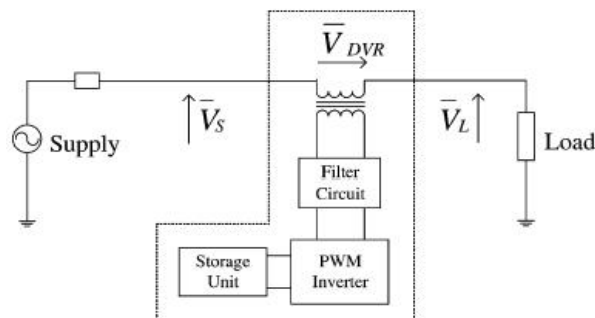 V̅ DVR
V̅S
V̅L
Supply
Load
Filter
Circuit
Storage
Unit
PWM
Inverter